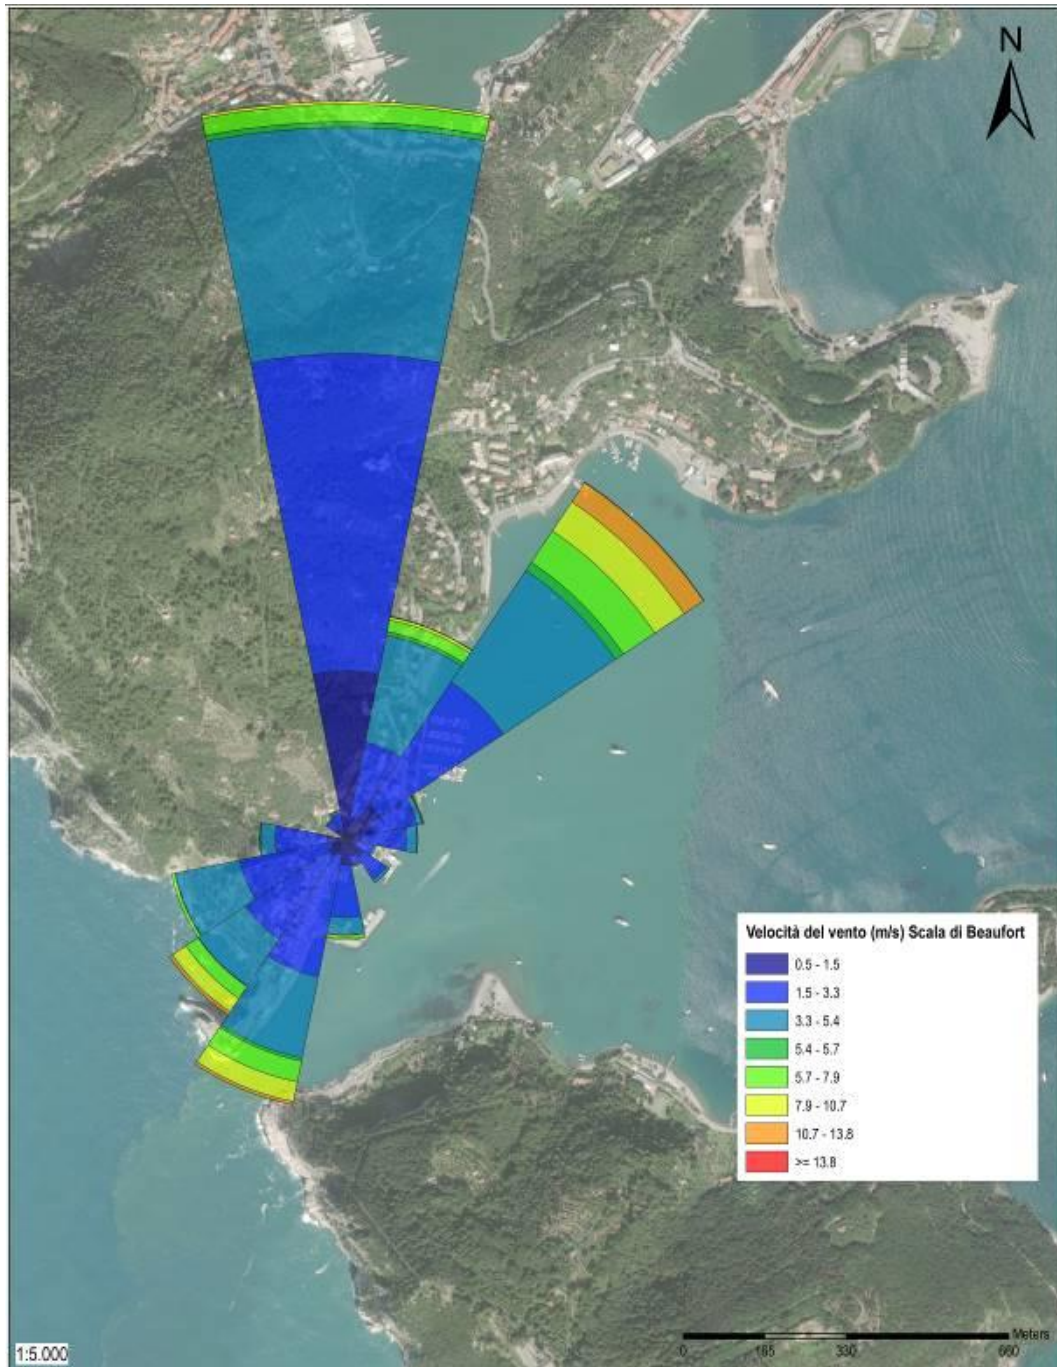 N
Velocità del vento (m/s) Scala di Beaufort
0.5 - 1.5
1.5 - 3.3
3.3 - 5.4
5.4 - 5.7
5.7 - 7.9
7.9 - 10.7
10.7 - 13.8
>= 13.8
Meters
0 165 330 660
1:5.000